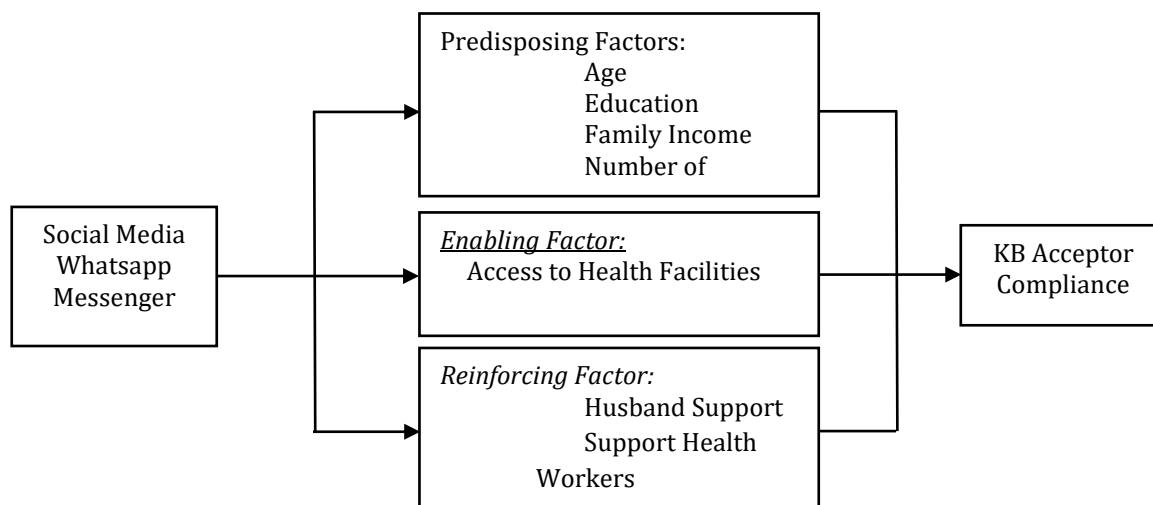 Predisposing Factors:
Age
Education
Family Income
Number of
Social Media
Whatsapp
Messenger
Enabling Factor:
Access to Health Facilities
KB Acceptor
Compliance
Reinforcing Factor:
Husband Support
Support Health
Workers